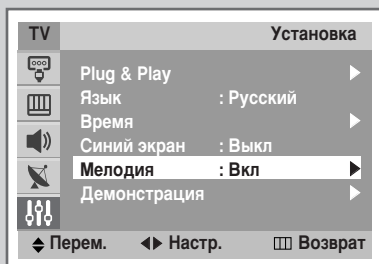 TV Установка
Plug & Play
Язык : Русский
Время
Синий экран : Выкл
Мелодия : Вкл
Демонстрация
Перем. Настр. Возврат